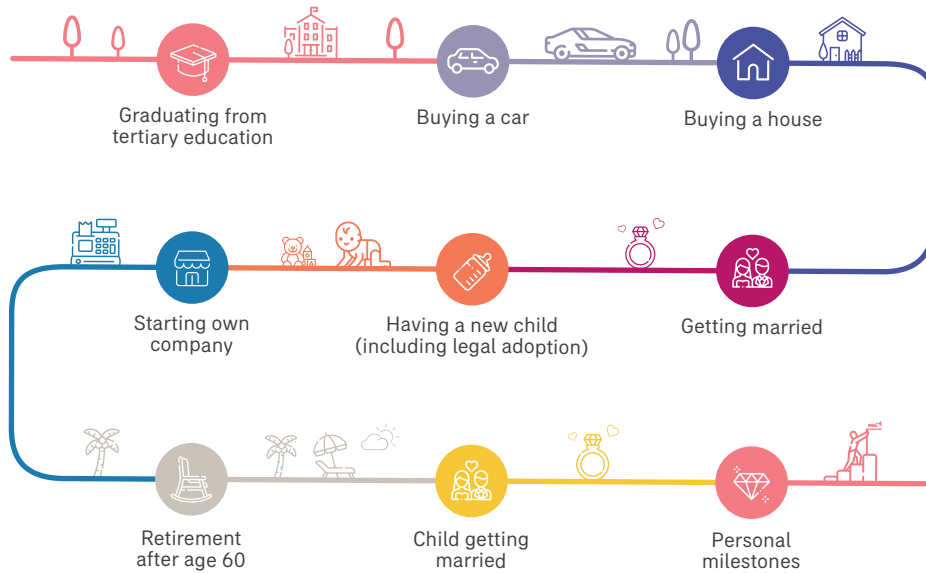 Graduating from
tertiary education
Buying a car
Buying a house
Starting own
company
Having a new child
(including legal adoption)
Getting married
Retirement
after age 60
Child getting
married
Personal
milestones